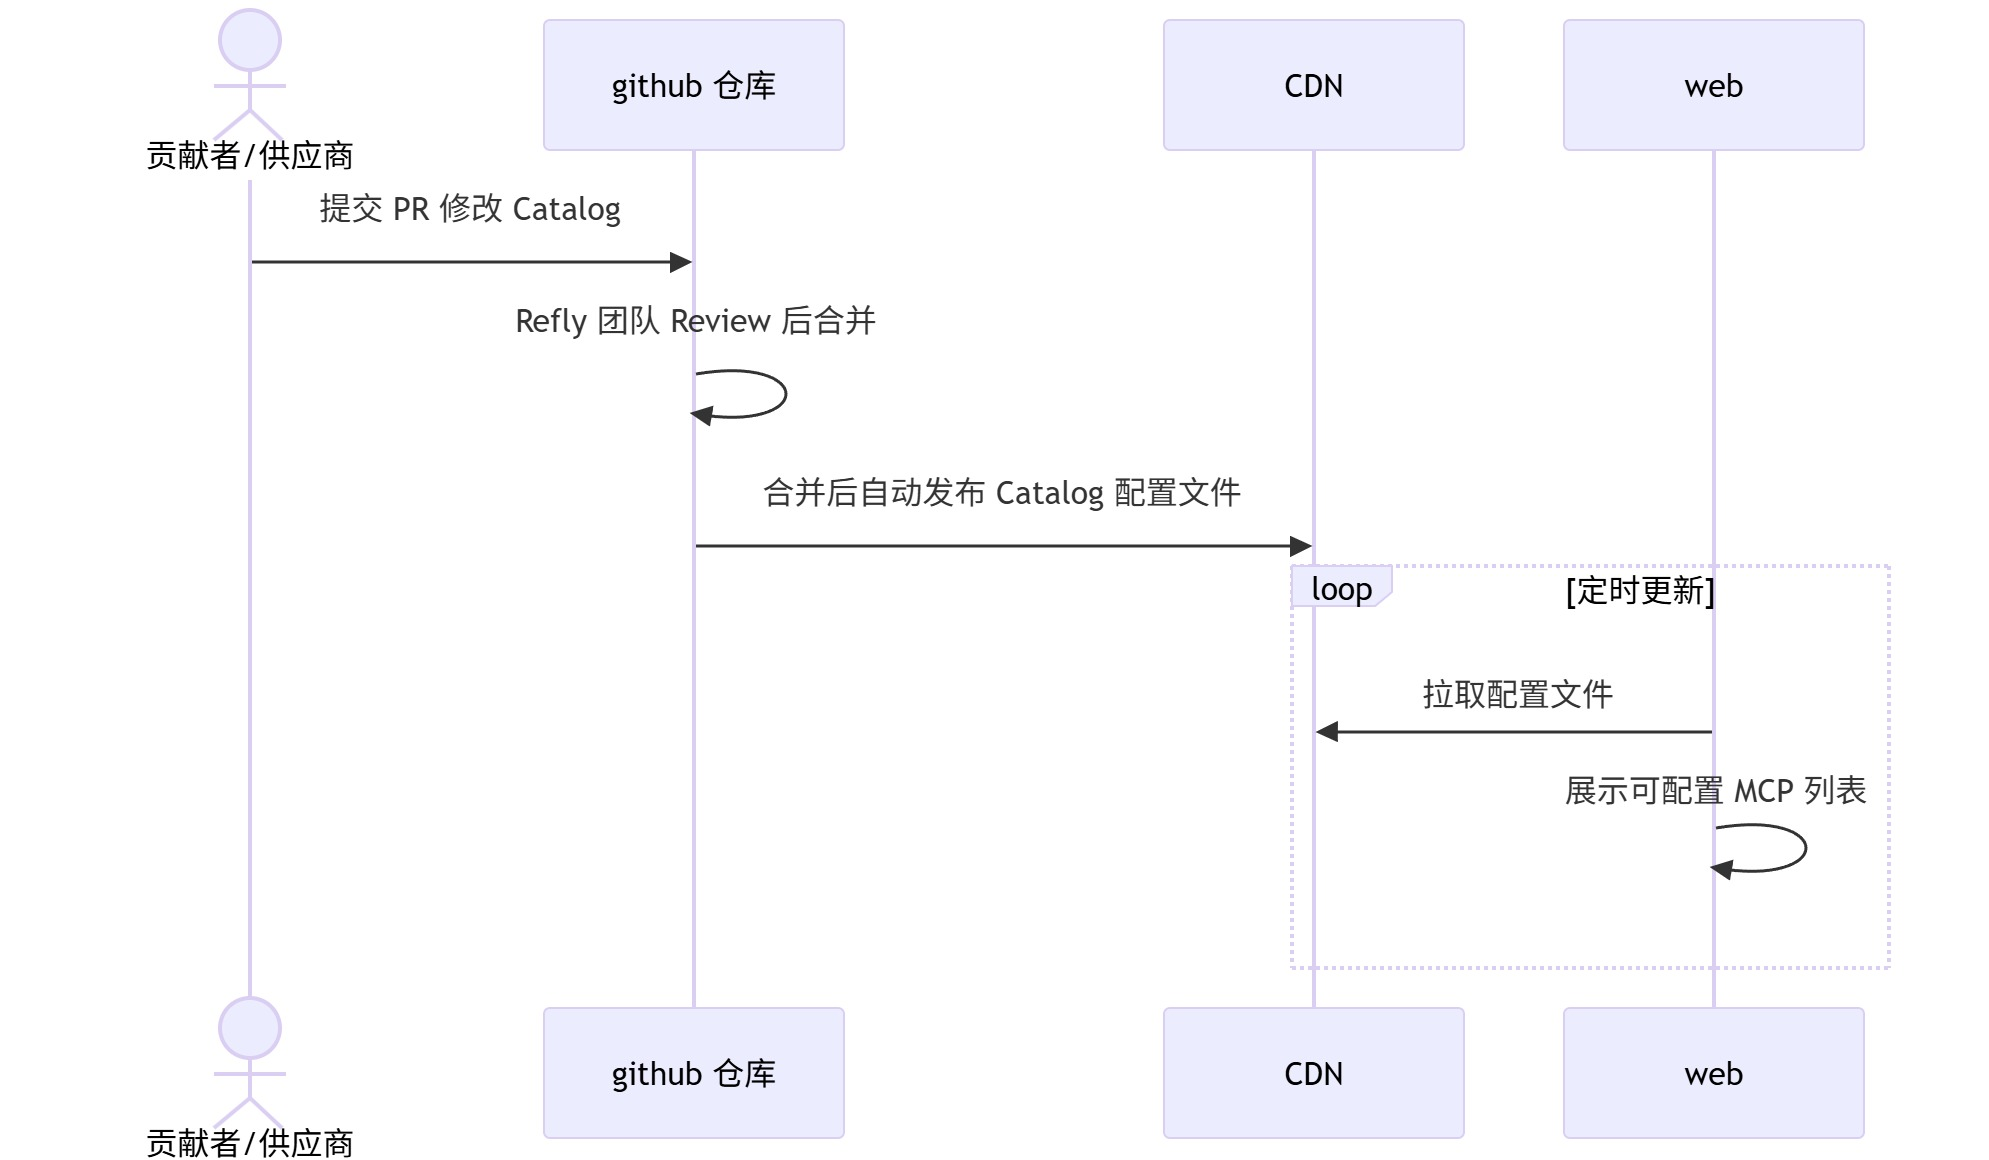 贡献者/供应商
github 仓库
CDN
web
提交 PR 修改 Catalog
Refly 团队 Review 后合并
合并后自动发布 Catalog 配置文件
loop
[定时更新]
拉取配置文件
展示可配置 MCP 列表
贡献者/供应商
github 仓库
CDN
web